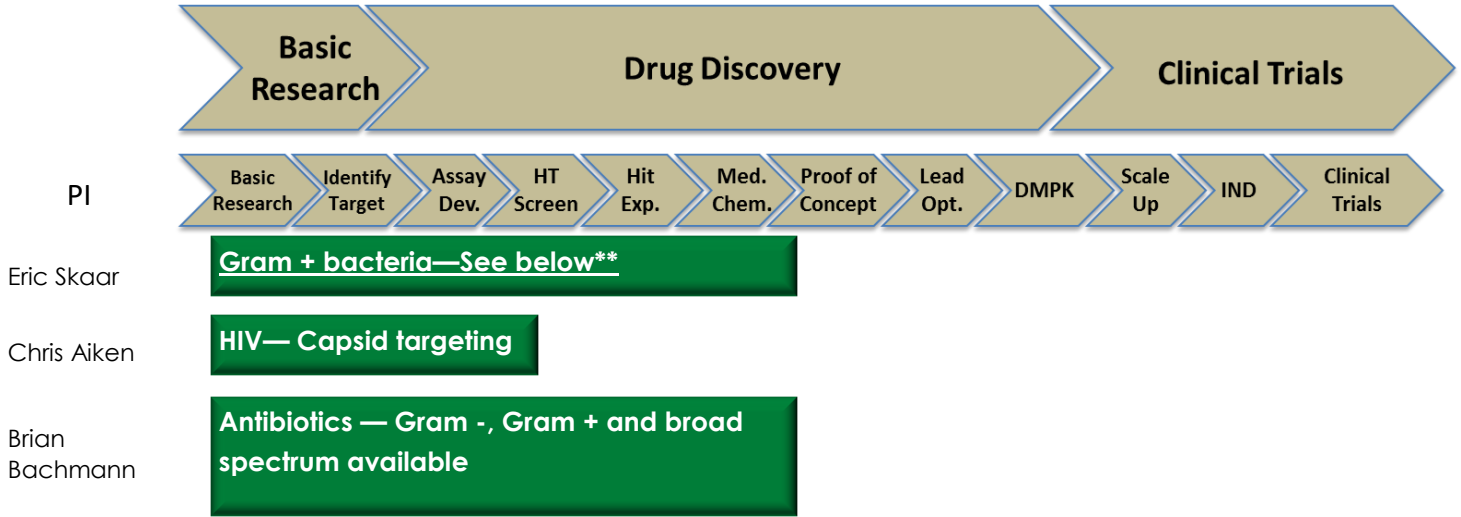 Basic
Research
Drug Discovery
Clinical Trials
PI
Basic
Research
Identify
Target
Assay
Dev.
HT
Screen
Hit
Exp.
Med.
Chem.
Proof of
Concept
Lead
Opt.
DMPK
Scale
Up
IND
Clinical
Trials
Eric Skaar
Gram + bacteria—See below**
Chris Aiken
HIV— Capsid targeting
Brian
Bachmann
Antibiotics — Gram -, Gram + and broad
spectrum available